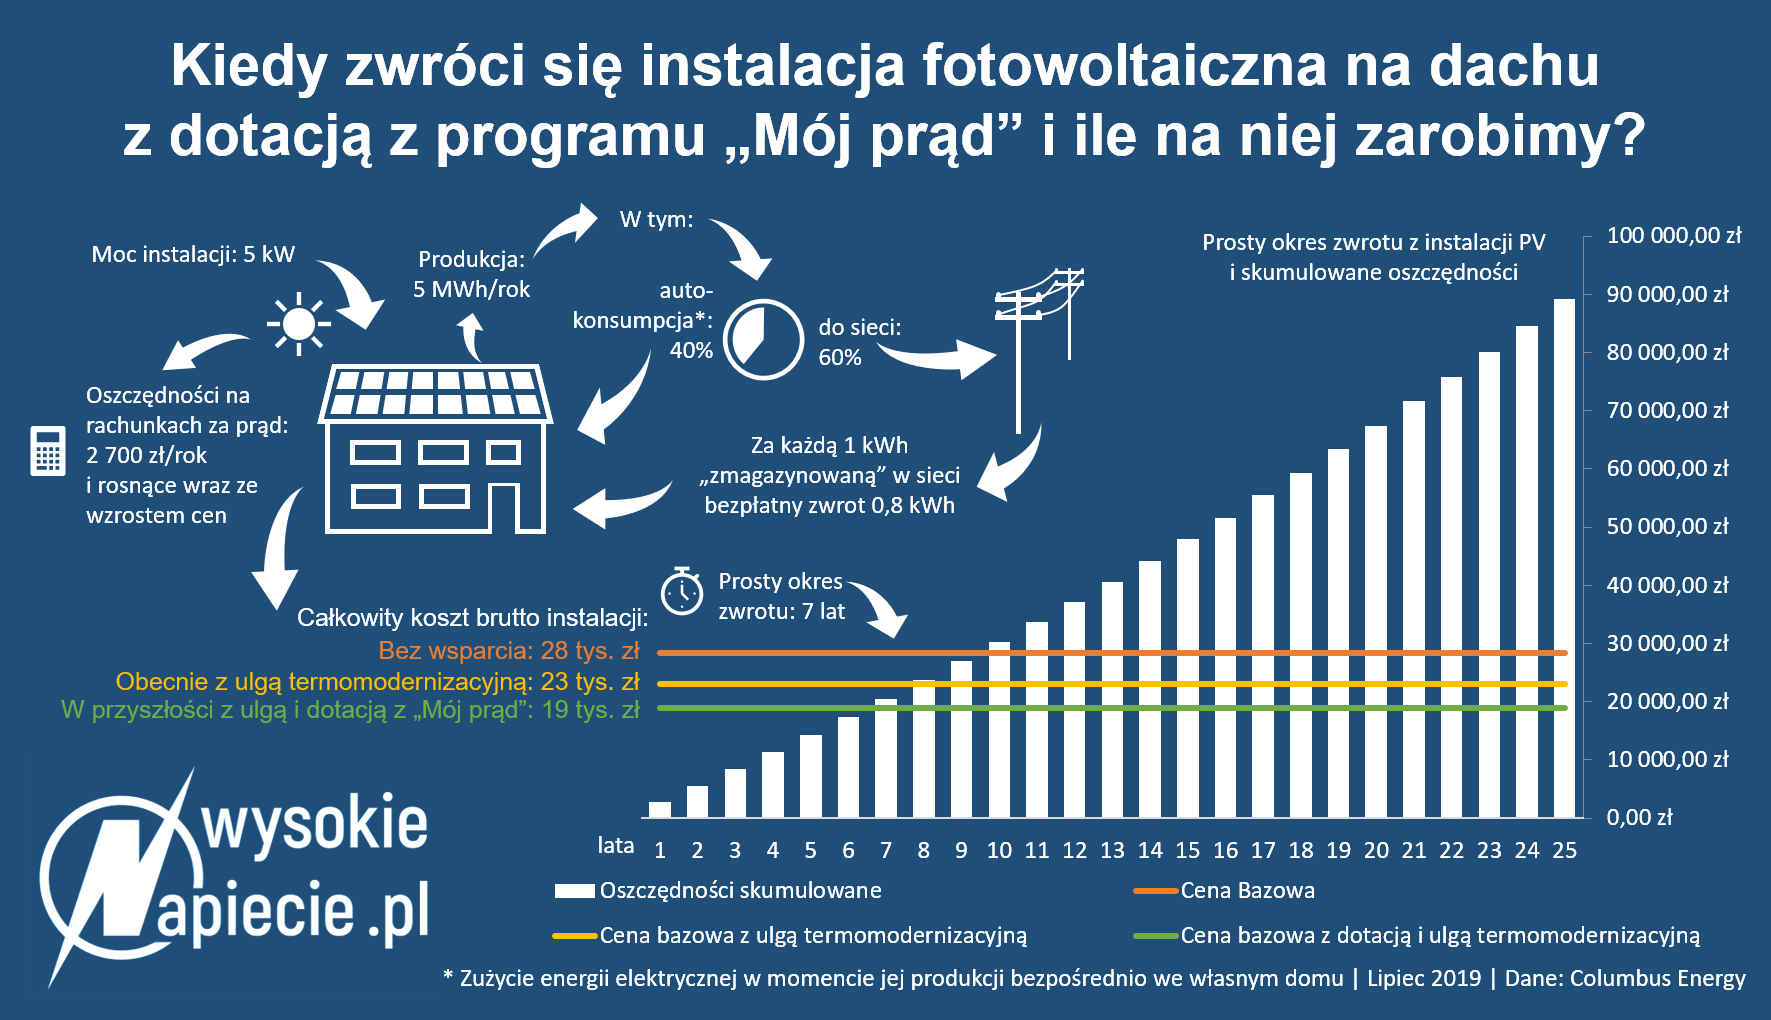 Kiedy zwróci się instalacja fotowoltaiczna na dachu
z dotacją z programu „Mój prąd” i ile na niej zarobimy?
Moc instalacji: 5 kW
Produkcja:
5 MWh/rok
W tym:
auto-
konsumpcja*:
40%
do sieci:
60%
Oszczędności na
rachunkach za prąd:
2 700 zł/rok
i rosnące wraz ze
wzrostem cen
Za każdą 1 kWh
„zmagazynowaną” w sieci
bezpłatny zwrot 0,8 kWh
Prosty okres
zwrotu: 7 lat
Całkowity koszt brutto instalacji:
Bez wsparcia: 28 tys. zł
Obecnie z ulgą termomodernizacyjną: 23 tys. zł
W przyszłości z ulgą i dotacją z „Mój prąd”: 19 tys. zł
Prosty okres zwrotu z instalacji PV
i skumulowane oszczędności
100 000,00 zł
90 000,00 zł
80 000,00 zł
70 000,00 zł
60 000,00 zł
50 000,00 zł
40 000,00 zł
30 000,00 zł
20 000,00 zł
10 000,00 zł
0,00 zł
lata 1 2 3 4 5 6 7 8 9 10 11 12 13 14 15 16 17 18 19 20 21 22 23 24 25
Oszczędności skumulowane
Cena Bazowa
Cena bazowa z ulgą termomodernizacyjną
Cena bazowa z dotacją i ulgą termomodernizacyjną
* Zużycie energii elektrycznej w momencie jej produkcji bezpośrednio we własnym domu | Lipiec 2019 | Dane: Columbus Energy
wysokie
Napiecie.pl